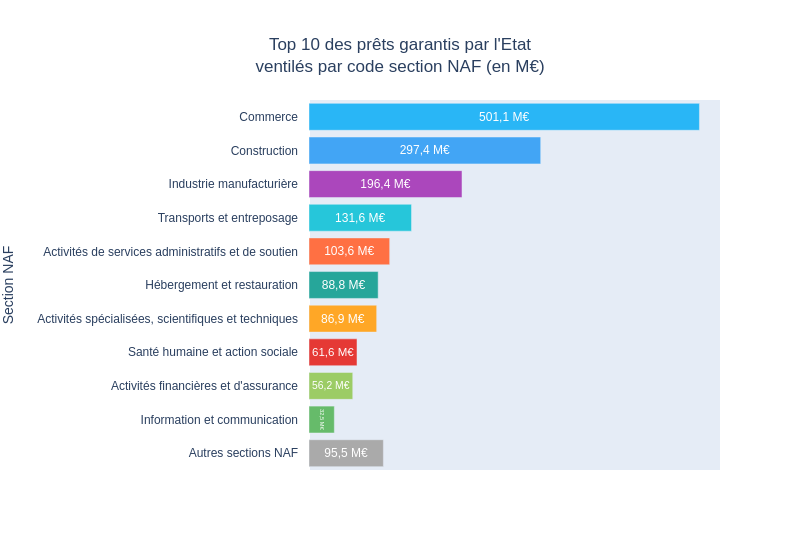 Top 10 des prêts garantis par l'Etat
ventilés par code section NAF (en M€)
Section NAF
Commerce 501,1 M€
Construction 297,4 M€
Industrie manufacturière 196,4 M€
Transports et entreposage 131,6 M€
Activités de services administratifs et de soutien 103,6 M€
Hébergement et restauration 88,8 M€
Activités spécialisées, scientifiques et techniques 86,9 M€
Santé humaine et action sociale 61,6 M€
Activités financières et d'assurance 56,2 M€
Information et communication M€
Autres sections NAF 95,5 M€